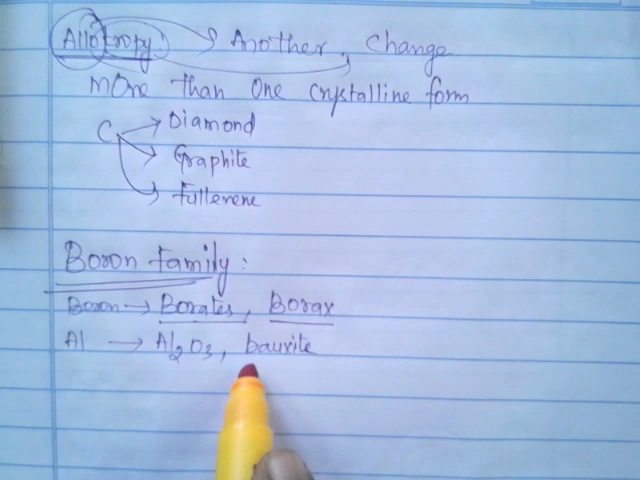 Allotropy: → Another, Change
more than one crystalline form
C → Diamond
→ Graphite
→ fullerene
Boron Family:
Boron → Borates, Borax
Al → Al₂O₃, bauxite